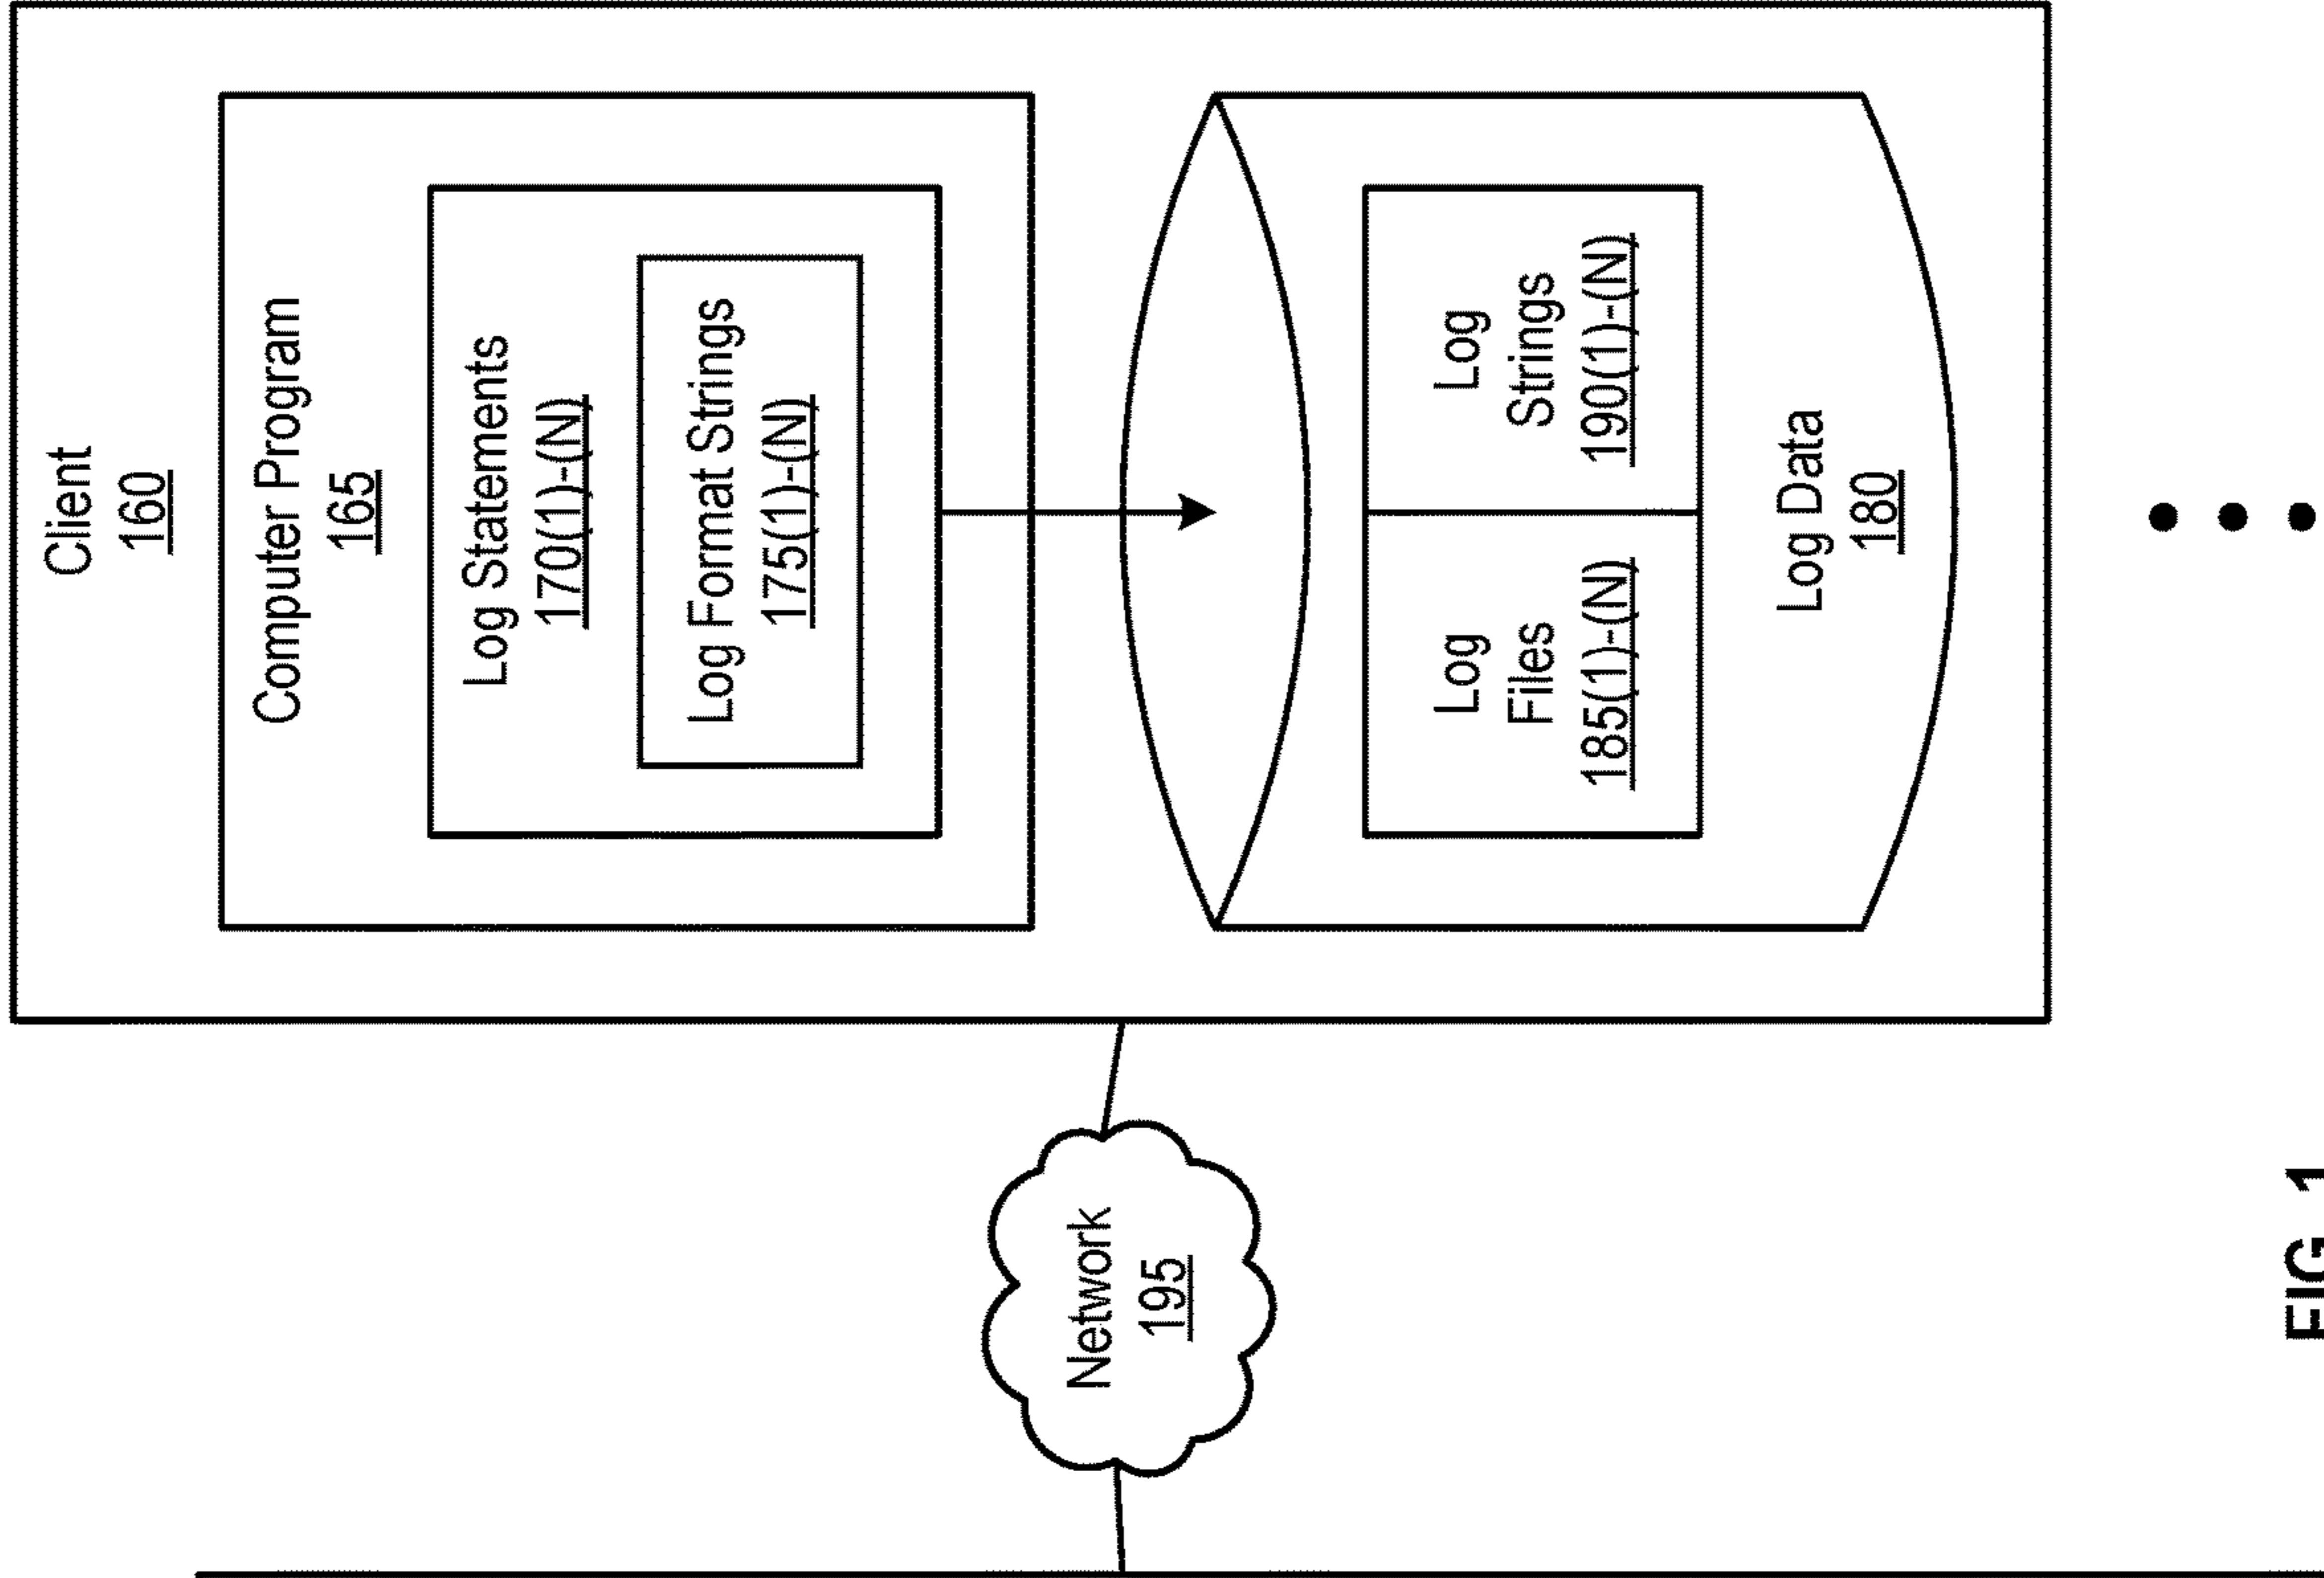 Client
160
Computer Program
165
Log Statements
170(1)-(N)
Log Format Strings
175(1)-(N)
Log
Files
185(1)-(N)
Log
Strings
190(1)-(N)
Log Data
180
Network
195
FIG. 1